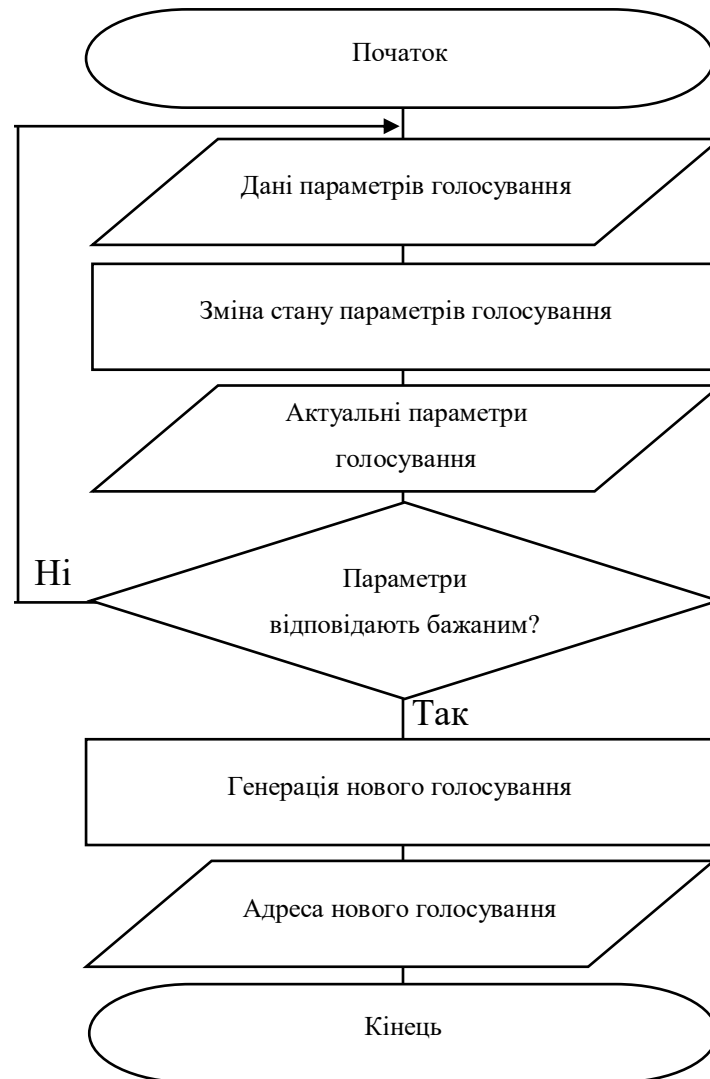 Початок
Дані параметрів голосування
Зміна стану параметрів голосування
Актуальні параметри
голосування
Ні
Параметри
відповідають бажаним?
Так
Генерація нового голосування
Адреса нового голосування
Кінець